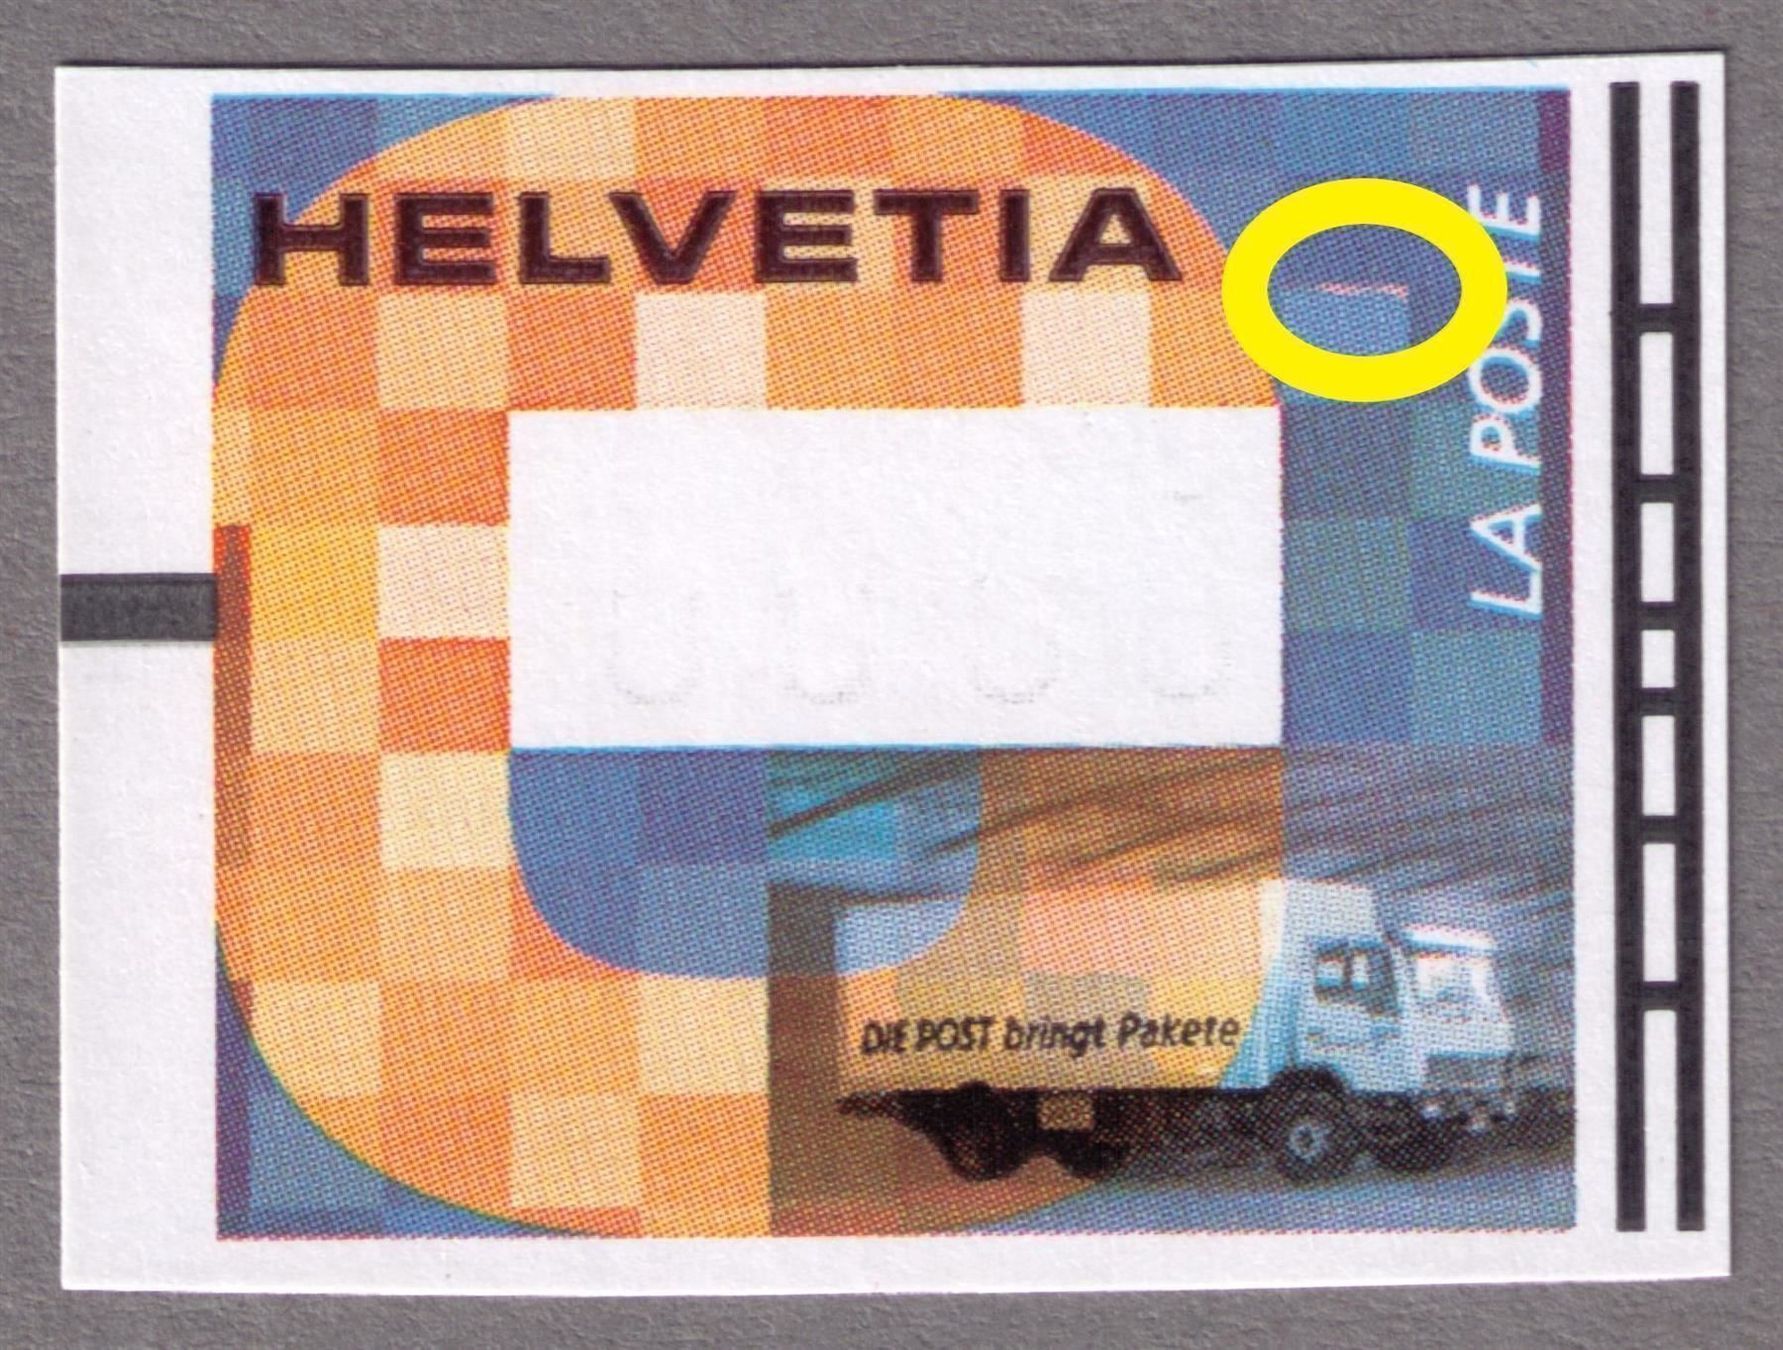 HELVETIA
LA POSTE
DIE POST bringt Pakete